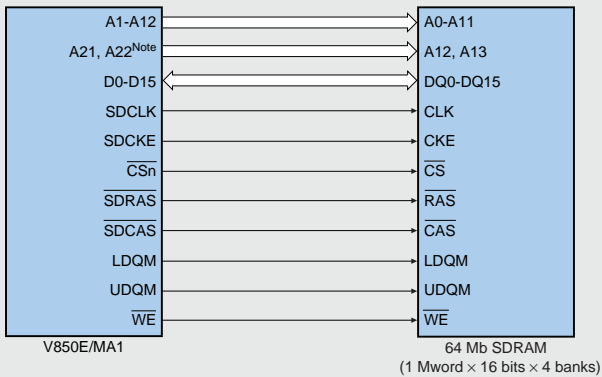 A1-A12 A0-A11
A21, A22Note A12, A13
D0-D15 DQ0-DQ15
SDCLK CLK
SDCKE CKE
CSn CS
SDRAS RAS
SDCAS CAS
LDQM LDQM
UDQM UDQM
WE WE
V850E/MA1 64 Mb SDRAM
(1 Mword × 16 bits × 4 banks)